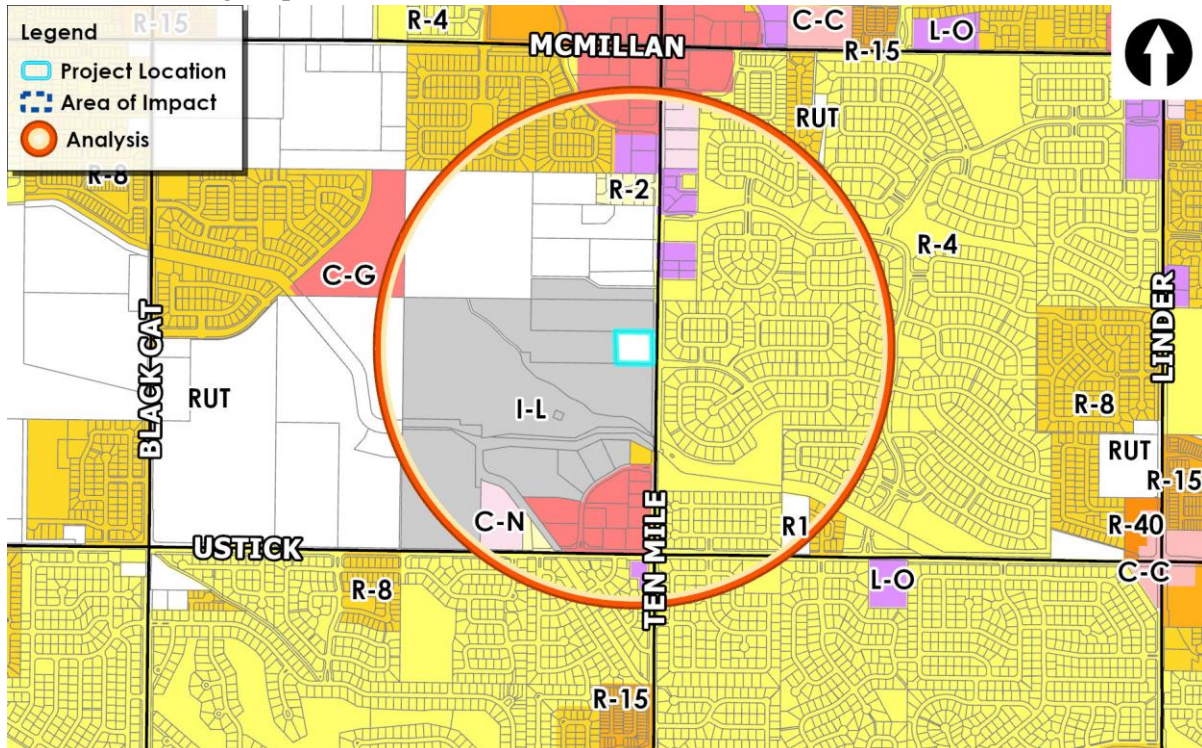 Legend
Project Location
Area of Impact
Analysis
R-15
R-4
C-C
L-O
MCMILLAN
R-15
RUT
R-8
R-2
R-4
C-G
BLACK CAT
RUT
I-L
LINDER
R-8
RUT
R-15
C-N
R1
R-40
USTICK
TEN MILE
C-C
R-8
L-O
R-15